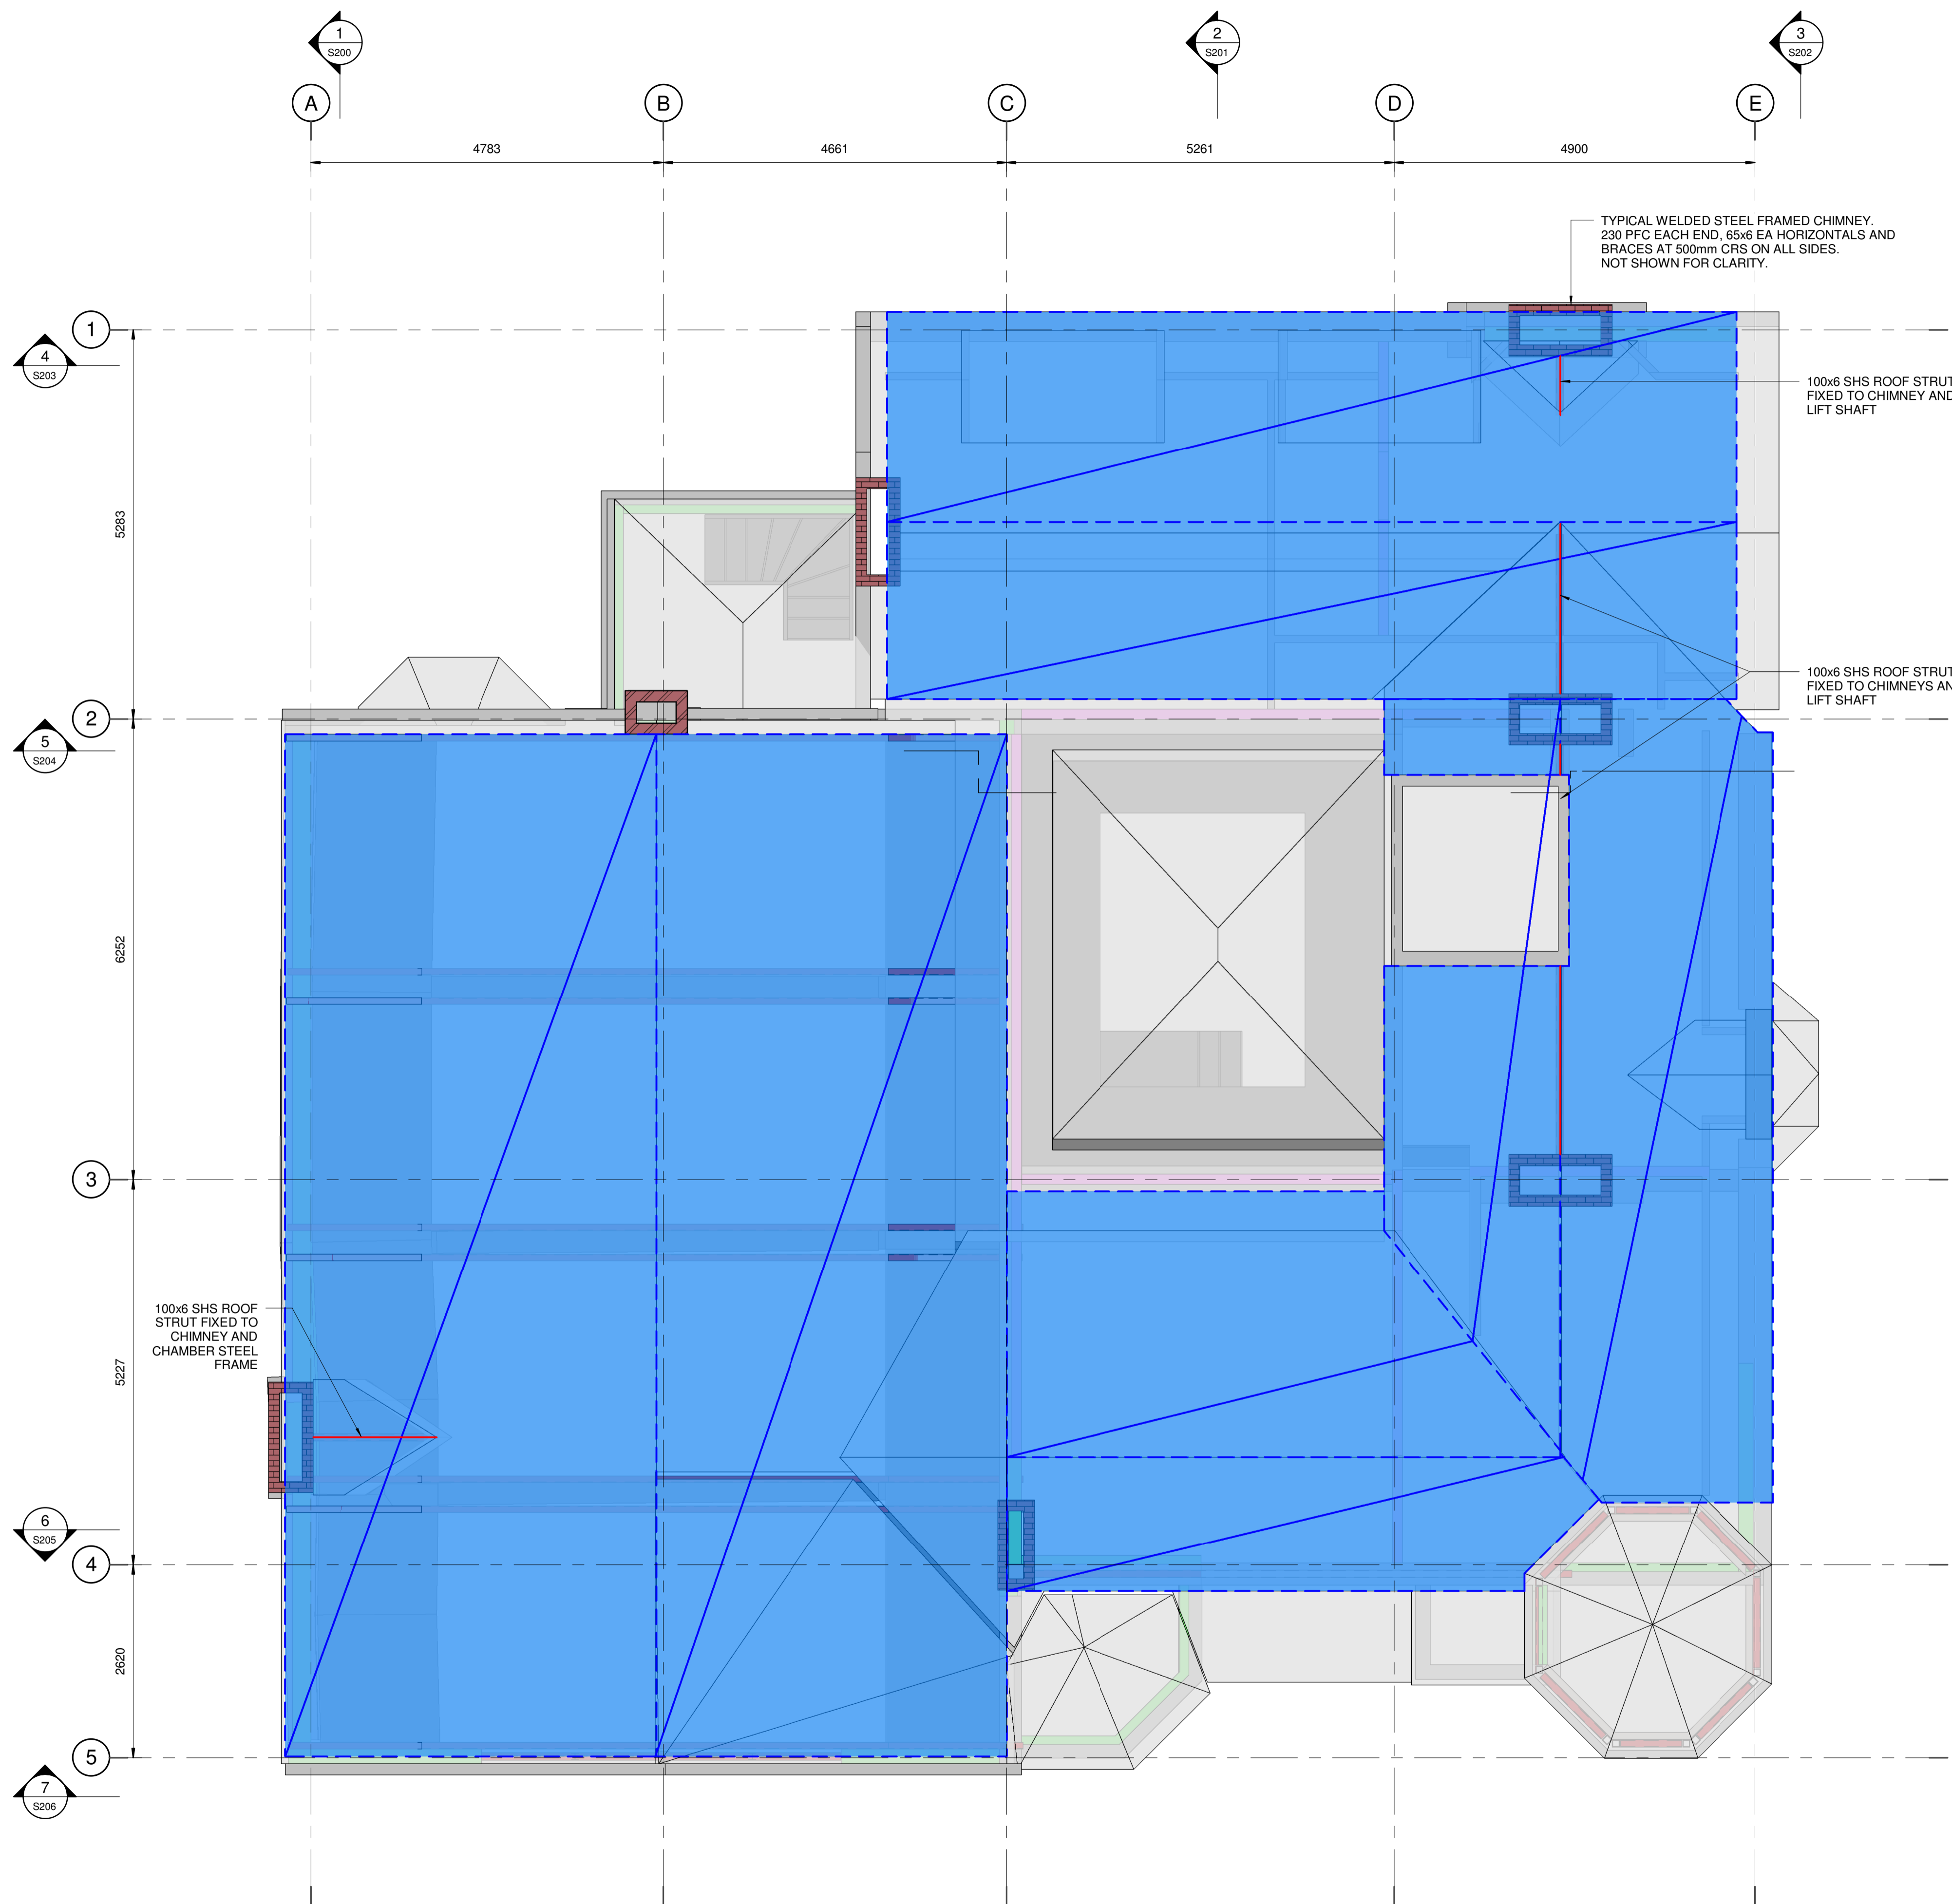 1
S200
2
S201
3
S202
A
B
C
D
E
4783
4661
5261
4900
TYPICAL WELDED STEEL FRAMED CHIMNEY.
230 PFC EACH END, 65x6 EA HORIZONTALS AND
BRACES AT 500mm CRS ON ALL SIDES.
NOT SHOWN FOR CLARITY.
1
4
S203
100x6 SHS ROOF STRUT
FIXED TO CHIMNEY AND
LIFT SHAFT
5283
100x6 SHS ROOF STRUT
FIXED TO CHIMNEYS AN
LIFT SHAFT
2
5
S204
6252
3
100x6 SHS ROOF
STRUT FIXED TO
CHIMNEY AND
CHAMBER STEEL
FRAME
5227
6
S205
4
2620
5
7
S206